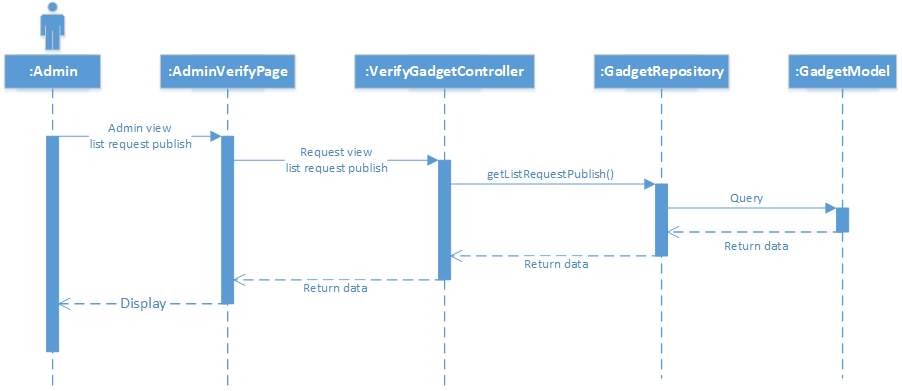 :Admin
:AdminVerifyPage
:VerifyGadgetController
:GadgetRepository
:GadgetModel
Admin view
list request publish
Request view
list request publish
getListRequestPublish()
Query
Return data
Return data
Return data
Display